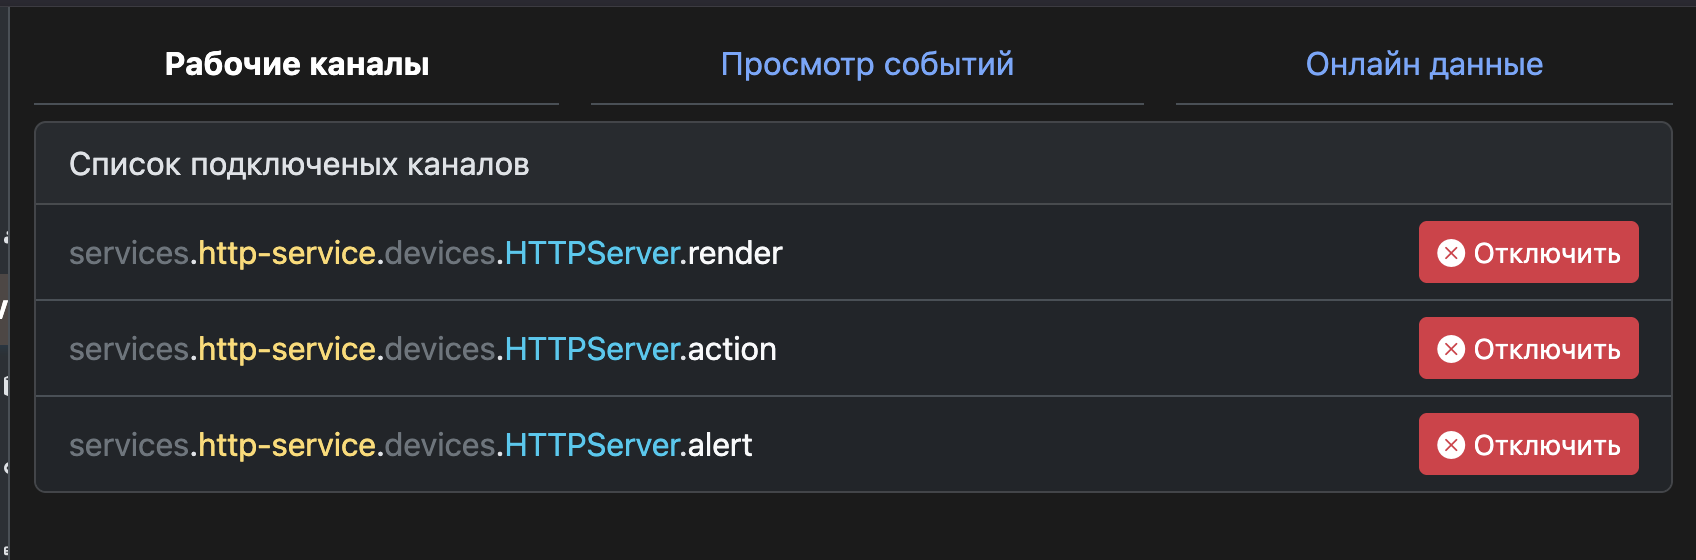 Рабочие каналы
Просмотр событий
Онлайн данные
Список подключеных каналов
services.http-service.devices.HTTPServer.render
Отключить
services.http-service.devices.HTTPServer.action
Отключить
services.http-service.devices.HTTPServer.alert
Отключить